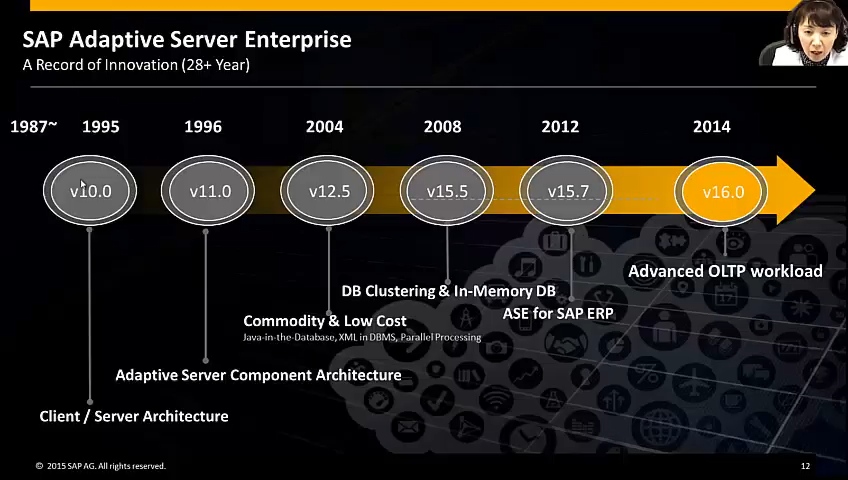 SAP Adaptive Server Enterprise
A Record of Innovation (28+ Year)
1987~ 1995 1996 2004 2008 2012 2014
v10.0 v11.0 v12.5 v15.5 v15.7 v16.0
Advanced OLTP workload
DB Clustering & In-Memory DB
ASE for SAP ERP
Commodity & Low Cost
Java-in-the-Database, XML in DBMS, Parallel Processing
Adaptive Server Component Architecture
Client / Server Architecture
© 2015 SAP AG. All rights reserved. 12